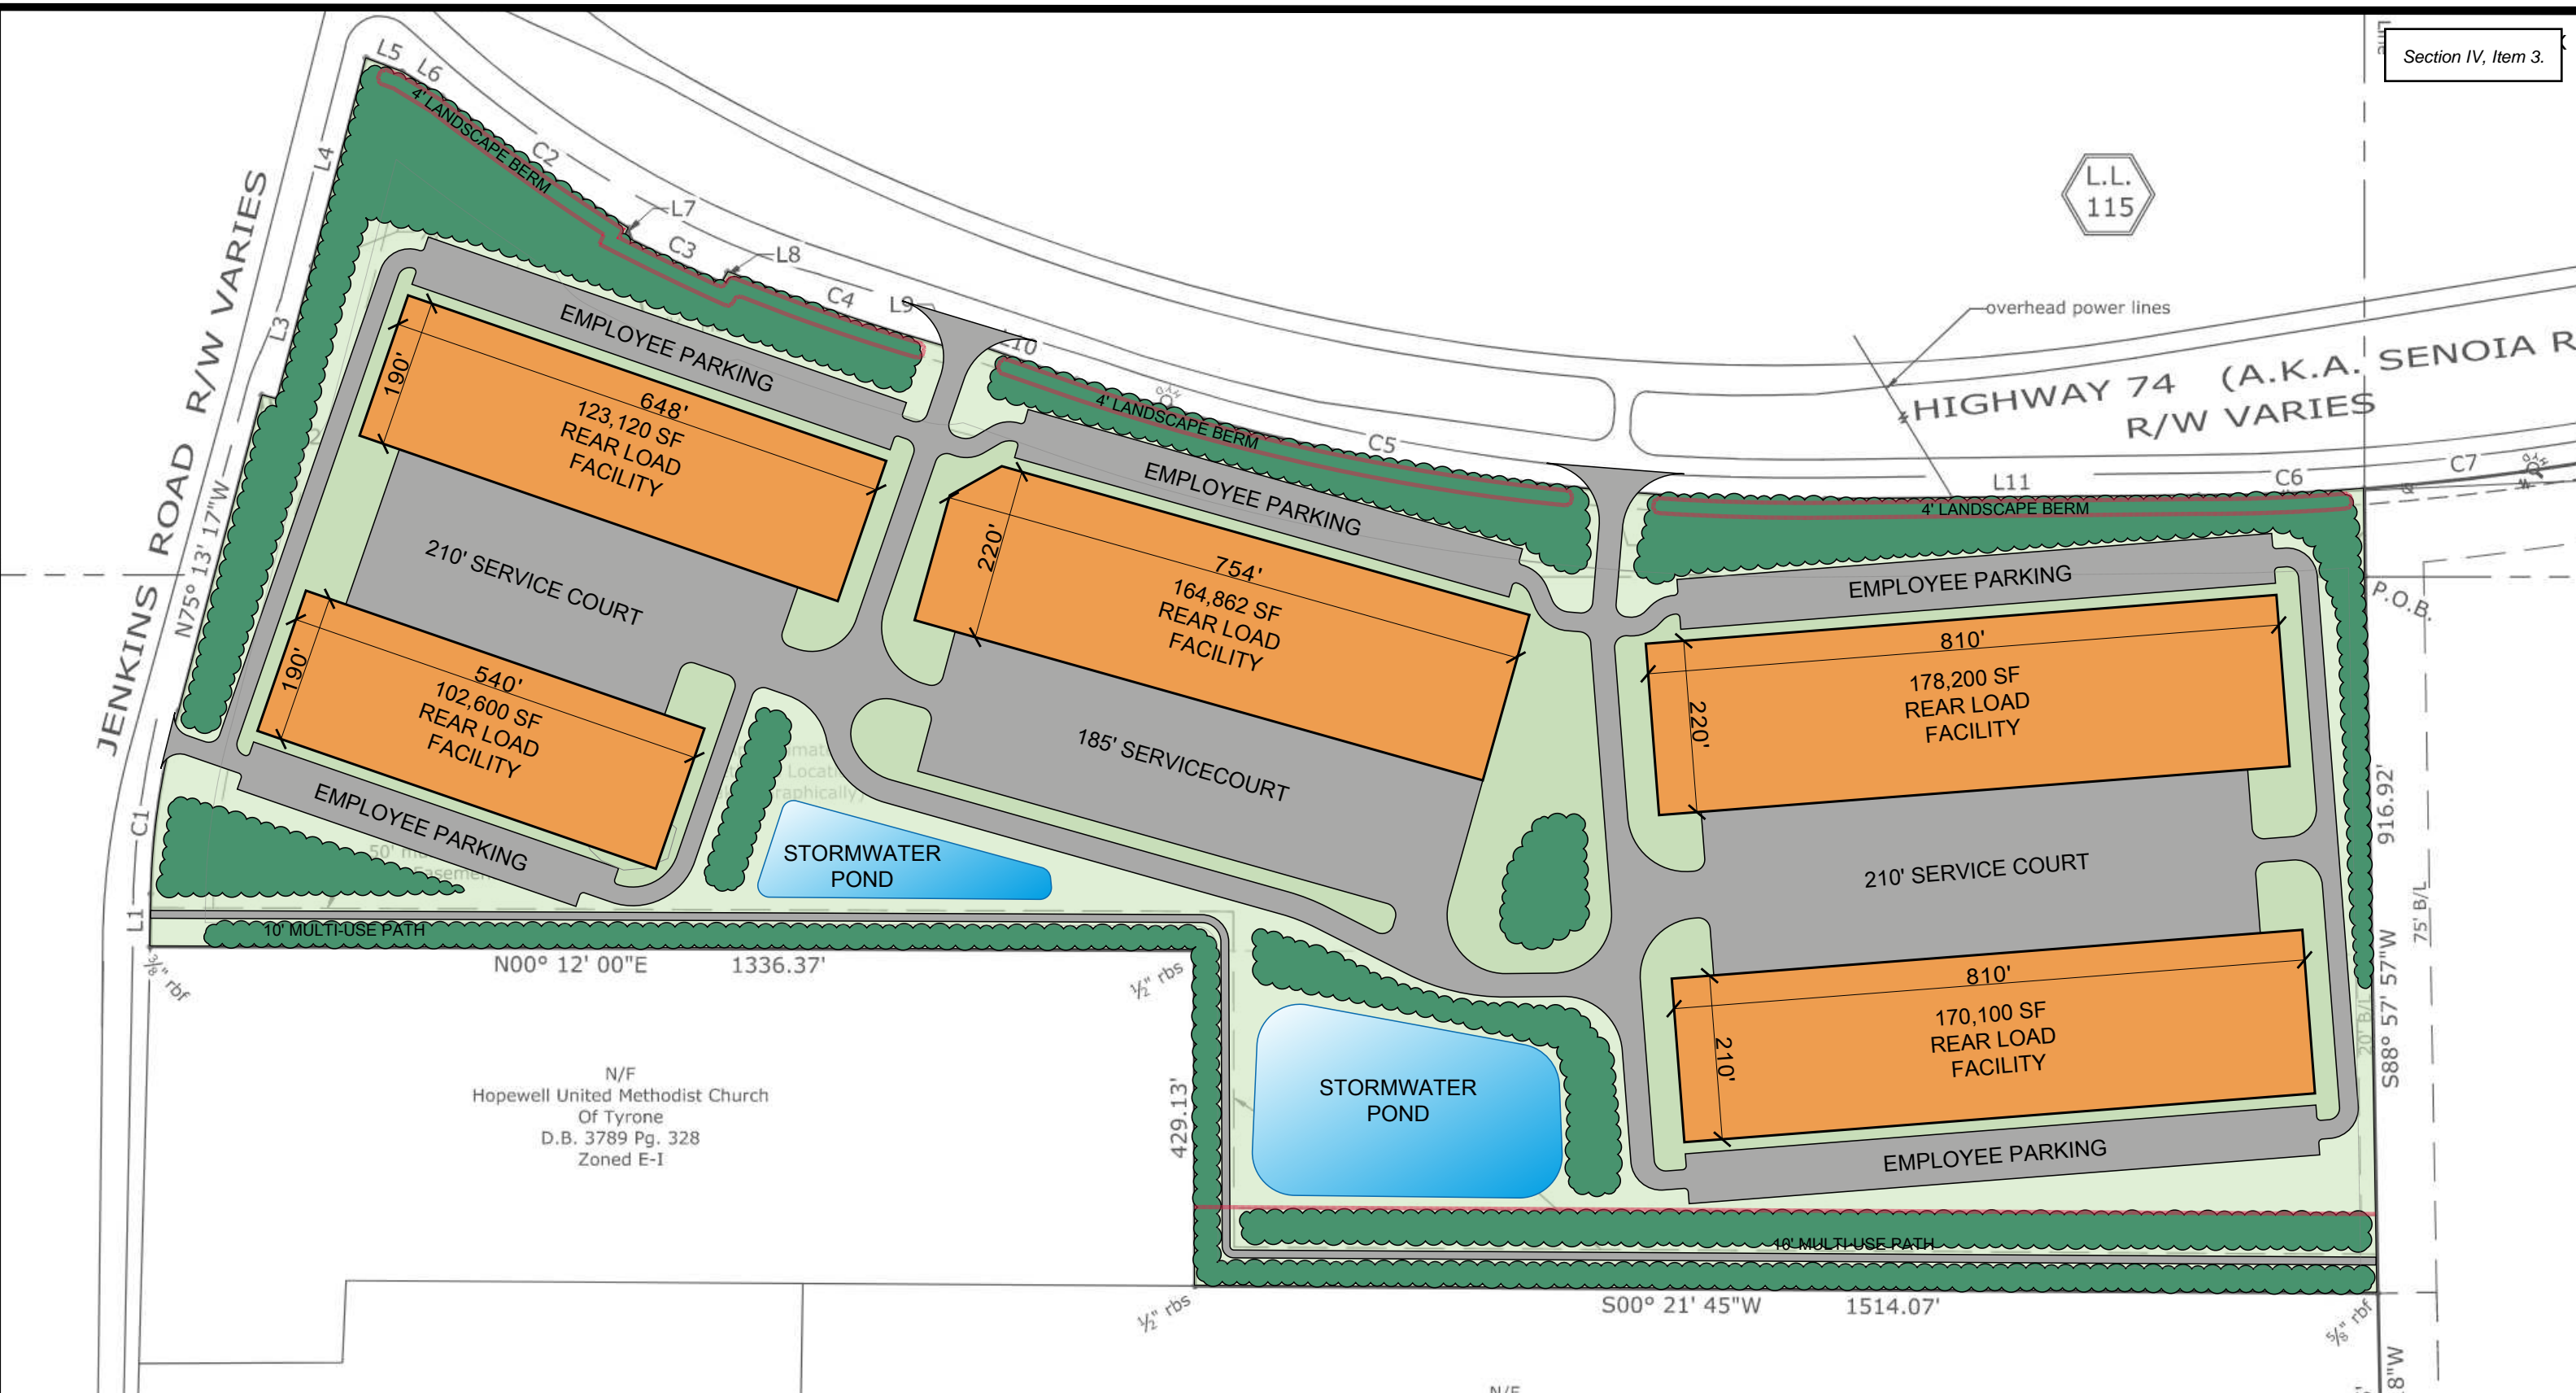 Section IV, Item 3.
L5
L6
4' LANDSCAPE BERM
C2
L4
L7
C3
L8
C4
L9
L10
L3
JENKINS ROAD R/W VARIES
N75° 13' 17"W
L.L.
115
overhead power lines
HIGHWAY 74 (A.K.A. SENOIA R
R/W VARIES
C5
4' LANDSCAPE BERM
L11
C6
C7
4' LANDSCAPE BERM
P.O.B.
EMPLOYEE PARKING
190'
648'
123,120 SF
REAR LOAD
FACILITY
210' SERVICE COURT
190'
540'
102,600 SF
REAR LOAD
FACILITY
EMPLOYEE PARKING
EMPLOYEE PARKING
220'
754'
164,862 SF
REAR LOAD
FACILITY
185' SERVICECOURT
EMPLOYEE PARKING
810'
220'
178,200 SF
REAR LOAD
FACILITY
210' SERVICE COURT
810'
210'
170,100 SF
REAR LOAD
FACILITY
EMPLOYEE PARKING
STORMWATER
POND
STORMWATER
POND
C1
L1
10' MULTI-USE PATH
3/8" rbf
N00° 12' 00"E 1336.37'
1/2" rbs
429.13'
N/F
Hopewell United Methodist Church
Of Tyrone
D.B. 3789 Pg. 328
Zoned E-I
10' MULTI-USE PATH
1/2" rbs
S00° 21' 45"W 1514.07'
5/8" rbf
916.92'
S88° 57' 57"W
75' B/L
20' B/L
8"W
N/F